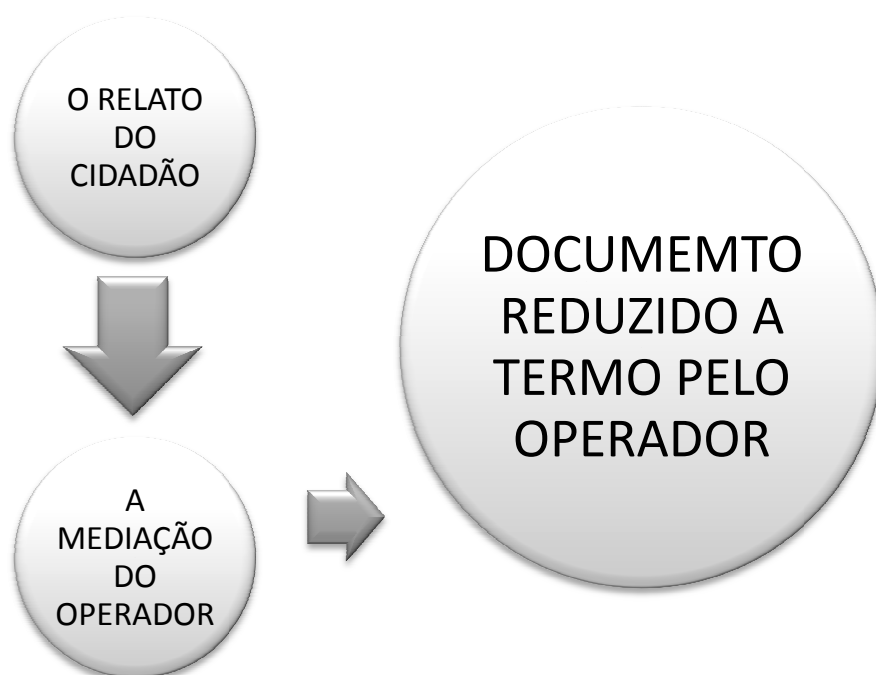 O RELATO
DO
CIDADÃO
A
MEDIAÇÃO
DO
OPERADOR
DOCUMEMTO
REDUZIDO A
TERMO PELO
OPERADOR